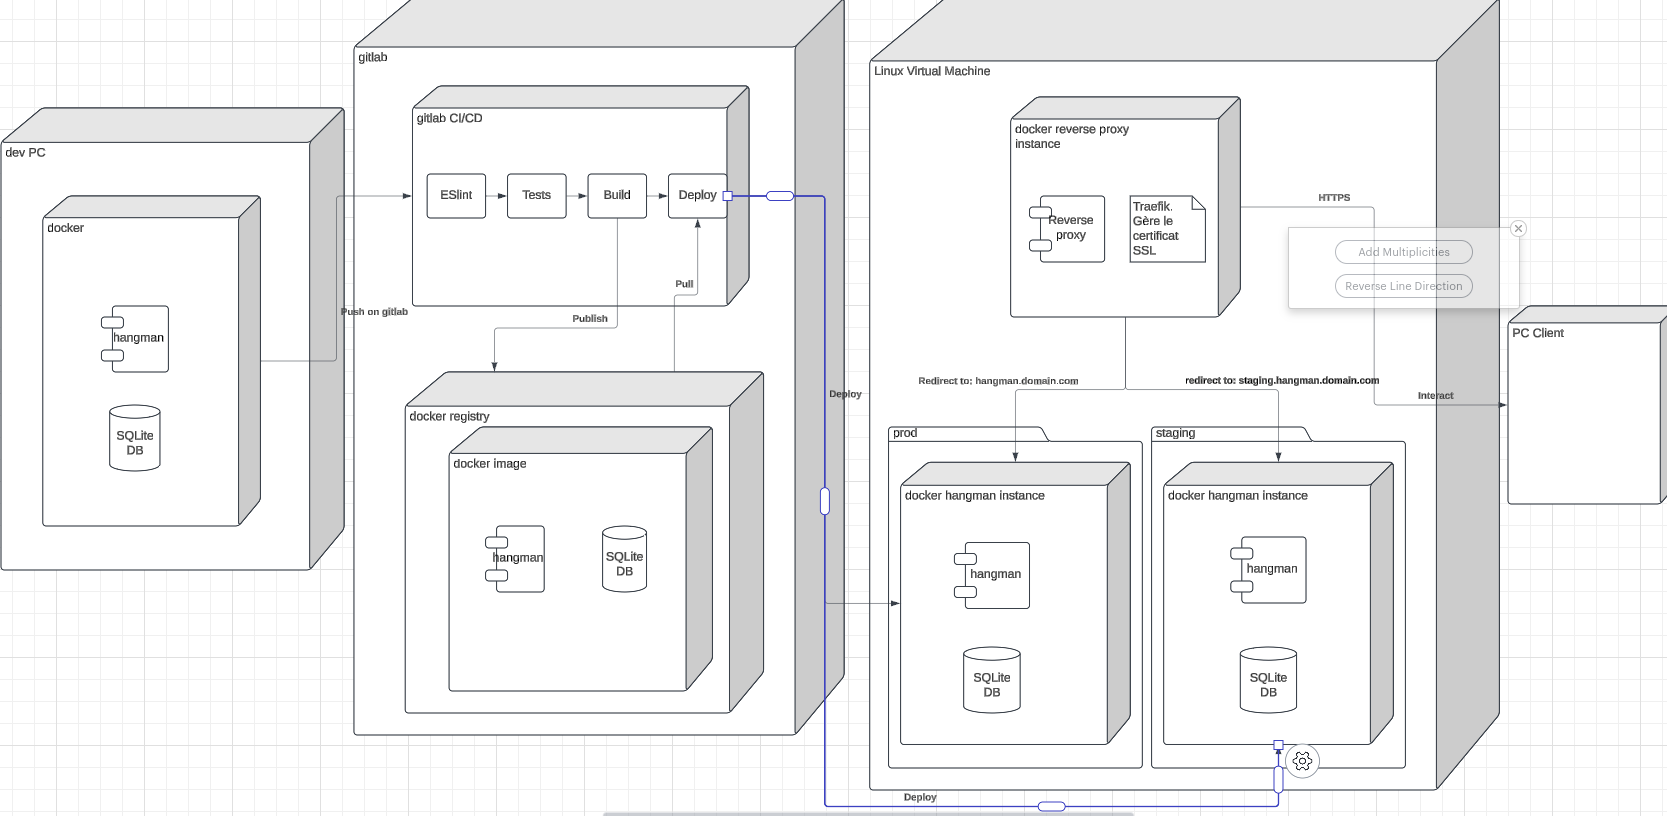 gitlab
Linux Virtual Machine
gitlab CI/CD
docker reverse proxy
instance
dev PC
ESlint
Tests
Build
Deploy
HTTPS
Reverse
proxy
Traefik.
Gère le
certificat
SSL
docker
Add Multiplicities
Pull
Reverse Line Direction
Push on gitlab
Publish
hangman
PC Client
Redirect to: hangman.domain.com
redirect to: staging.hangman.domain.com
Deploy
Interact
docker registry
SQLite
DB
prod
staging
docker image
docker hangman instance
docker hangman instance
hangman
SQLite
DB
hangman
hangman
SQLite
DB
SQLite
DB
Deploy